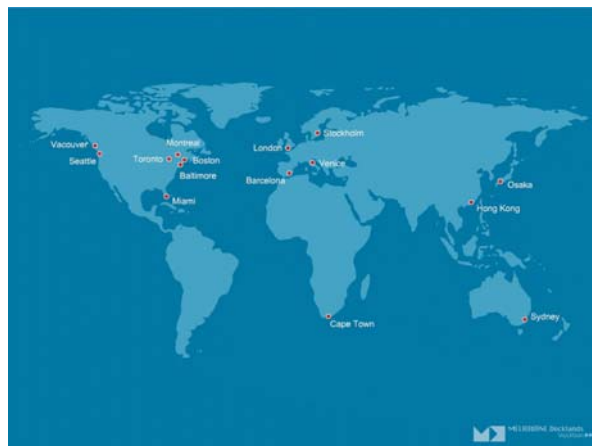 Stockholm
Vacouver
Montreal
London
Seattle
Toronto
Boston
Venice
Baltimore
Barcelona
Osaka
Miami
Hong Kong
Sydney
Cape Town
MELBOURNE Docklands